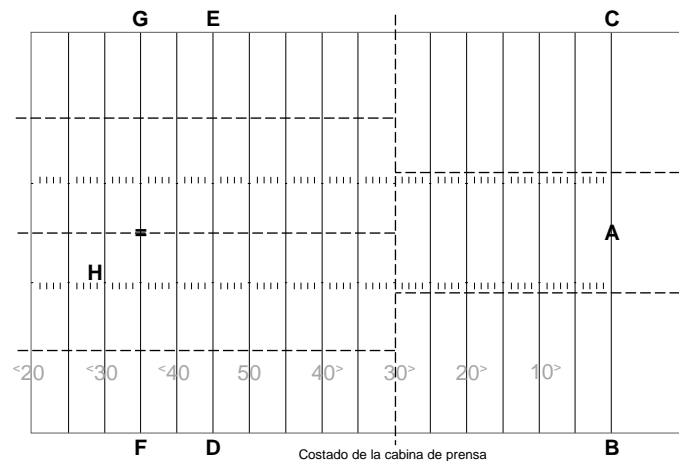 G E C
A
H
<20 <30 <40 50 40> 30> 20> 10>
F D B
Costado de la cabina de prensa